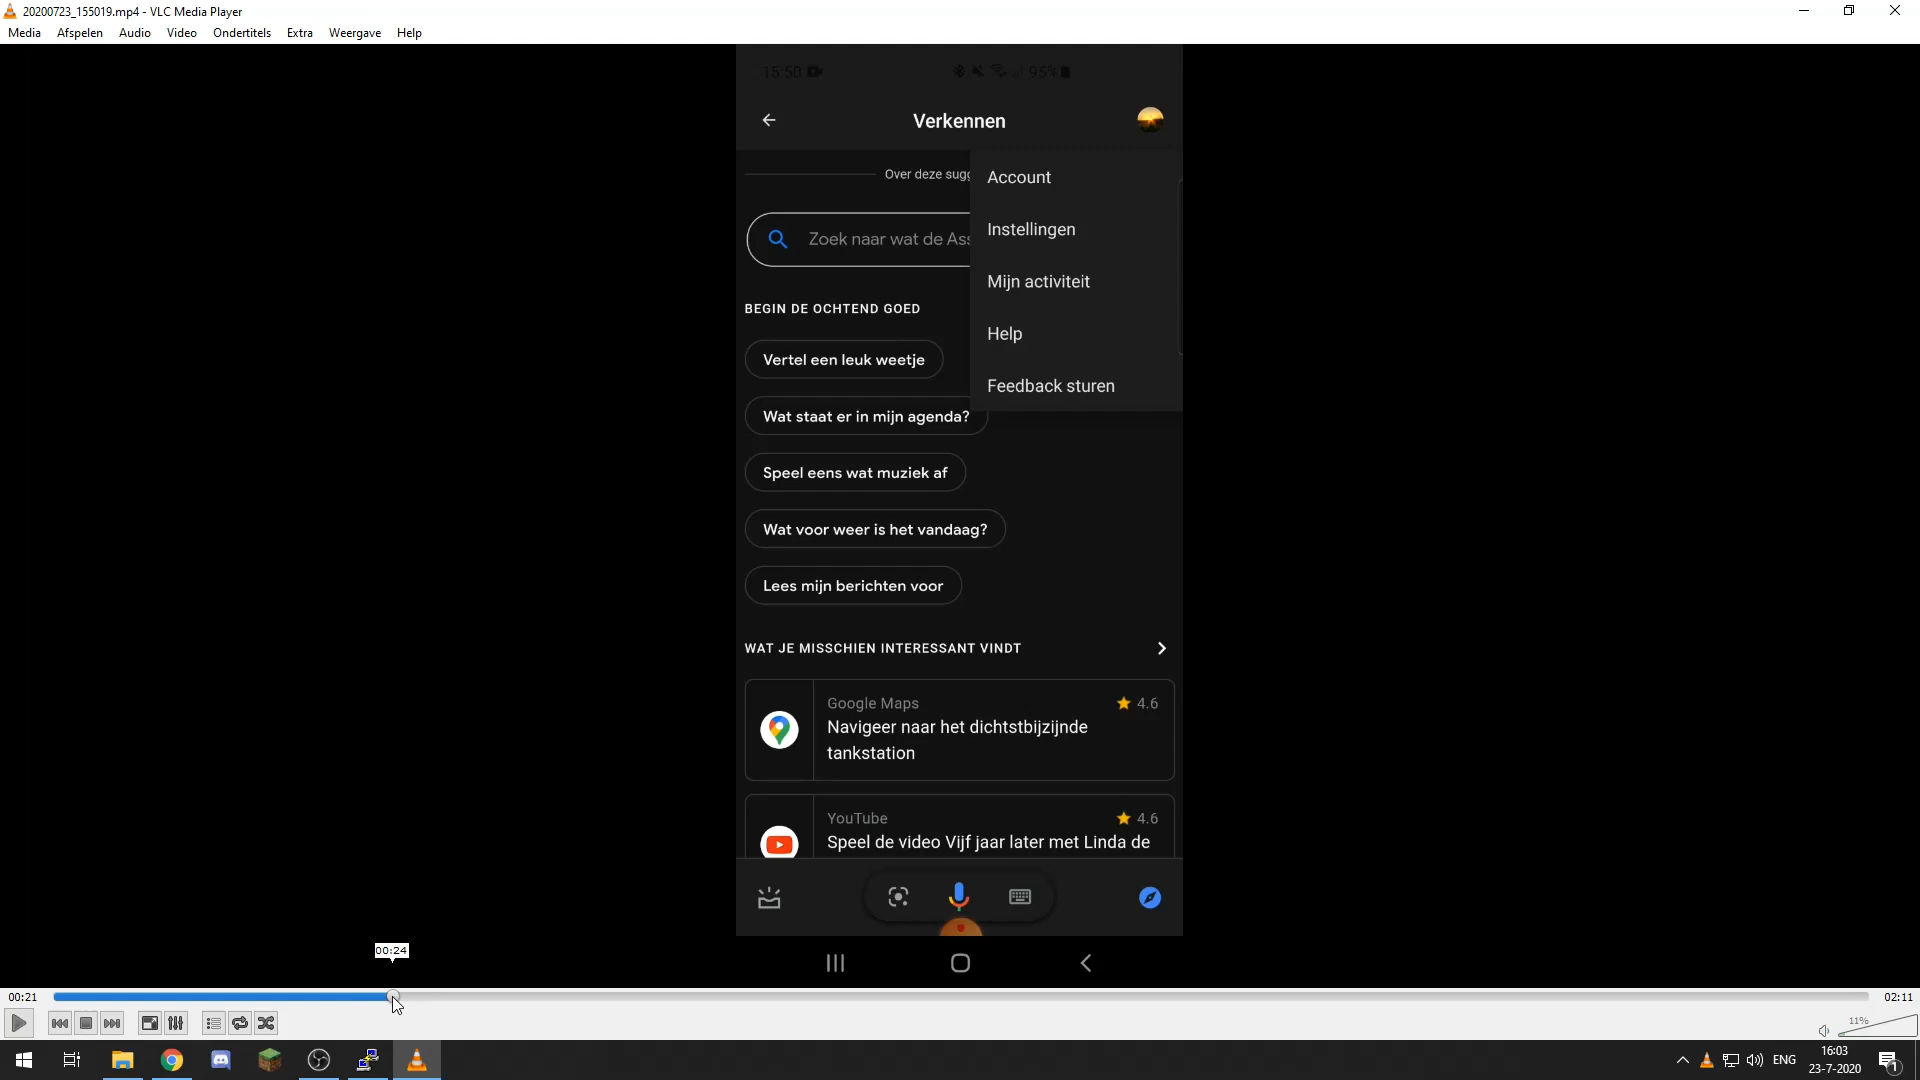 20200723_155019.mp4 - VLC Media Player
Media Afspelen Audio Video Ondertitels Extra Weergave Help
15:50 95%
Verkennen
Over deze sugg
Account
Instellingen
Mijn activiteit
Help
Feedback sturen
Zoek naar wat de Ass
BEGIN DE OCHTEND GOED
Vertel een leuk weetje
Wat staat er in mijn agenda?
Speel eens wat muziek af
Wat voor weer is het vandaag?
Lees mijn berichten voor
WAT JE MISSCHIEN INTERESSANT VINDT
Google Maps 4.6
Navigeer naar het dichtstbijzijnde
tankstation
YouTube 4.6
Speel de video Vijf jaar later met Linda de
00:24
00:21 02:11
11%
ENG
16:03
23-7-2020
1